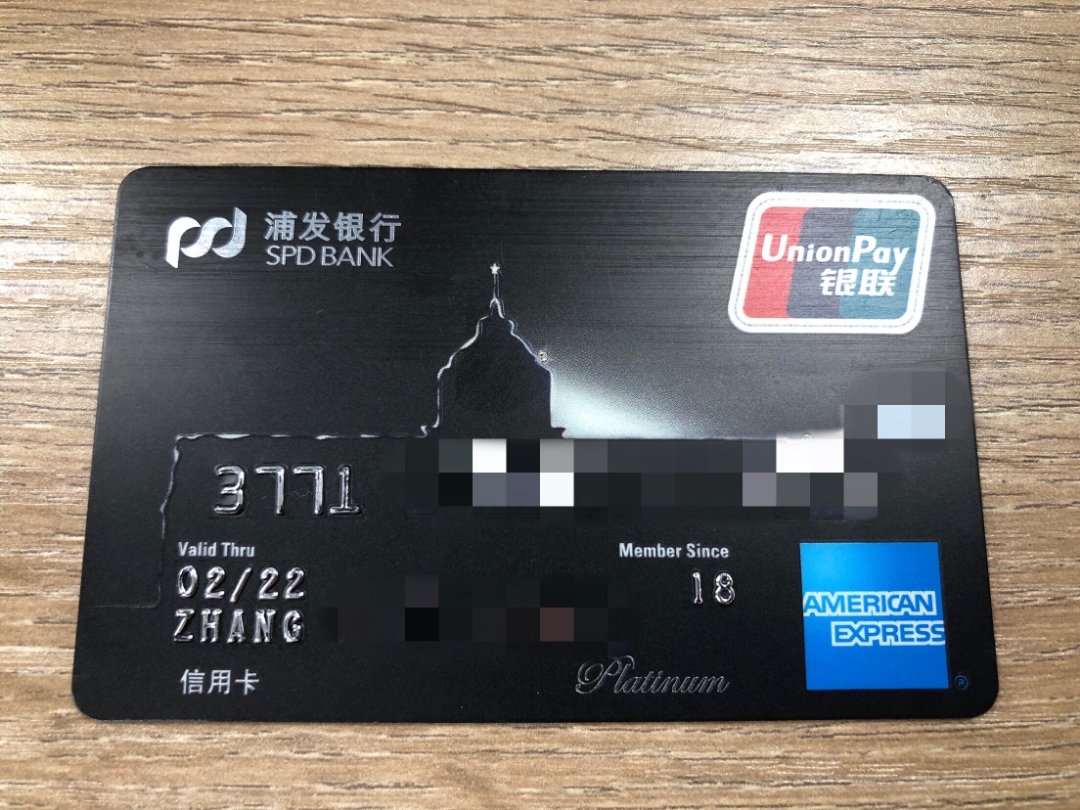 浦发银行
SPD BANK
UnionPay
银联
3771
Valid Thru
Member Since
02/22
18
ZHANG
AMERICAN
EXPRESS
®
信用卡
Platinum